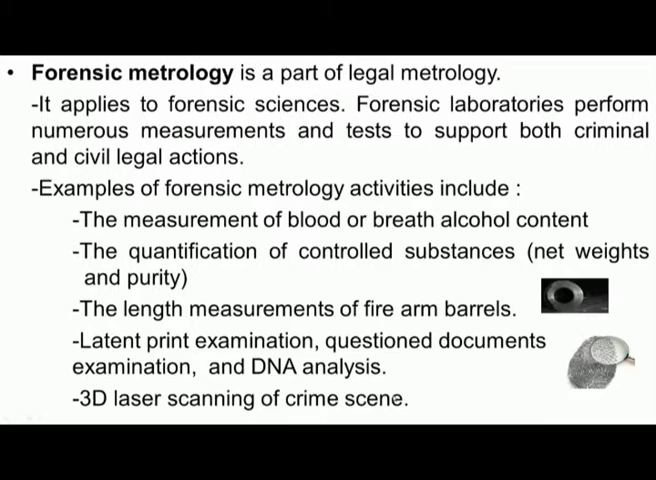 • Forensic metrology is a part of legal metrology.
-It applies to forensic sciences. Forensic laboratories perform
numerous measurements and tests to support both criminal
and civil legal actions.
-Examples of forensic metrology activities include :
-The measurement of blood or breath alcohol content
-The quantification of controlled substances (net weights
and purity)
-The length measurements of fire arm barrels.
-Latent print examination, questioned documents
examination, and DNA analysis.
-3D laser scanning of crime scene.